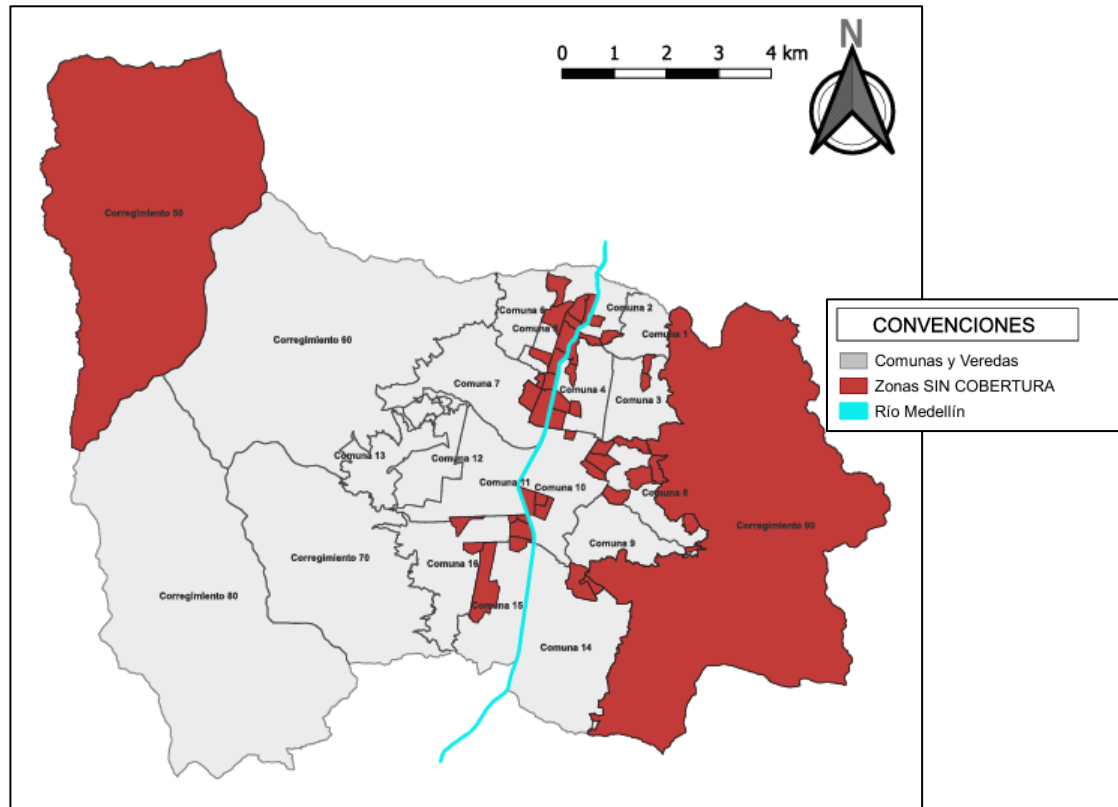 N
0 1 2 3 4 km
Corregimiento 50
Comuna 6
Comuna 2
Comuna 5
Comuna 1
Corregimiento 60
Comuna 7
Comuna 4
Comuna 3
Comuna 13
Comuna 12
Comuna 11
Comuna 10
Comuna 8
Corregimiento 90
Comuna 9
Corregimiento 70
Comuna 16
Corregimiento 80
Comuna 15
Comuna 14
CONVENCIONES
Comunas y Veredas
Zonas SIN COBERTURA
Río Medellín